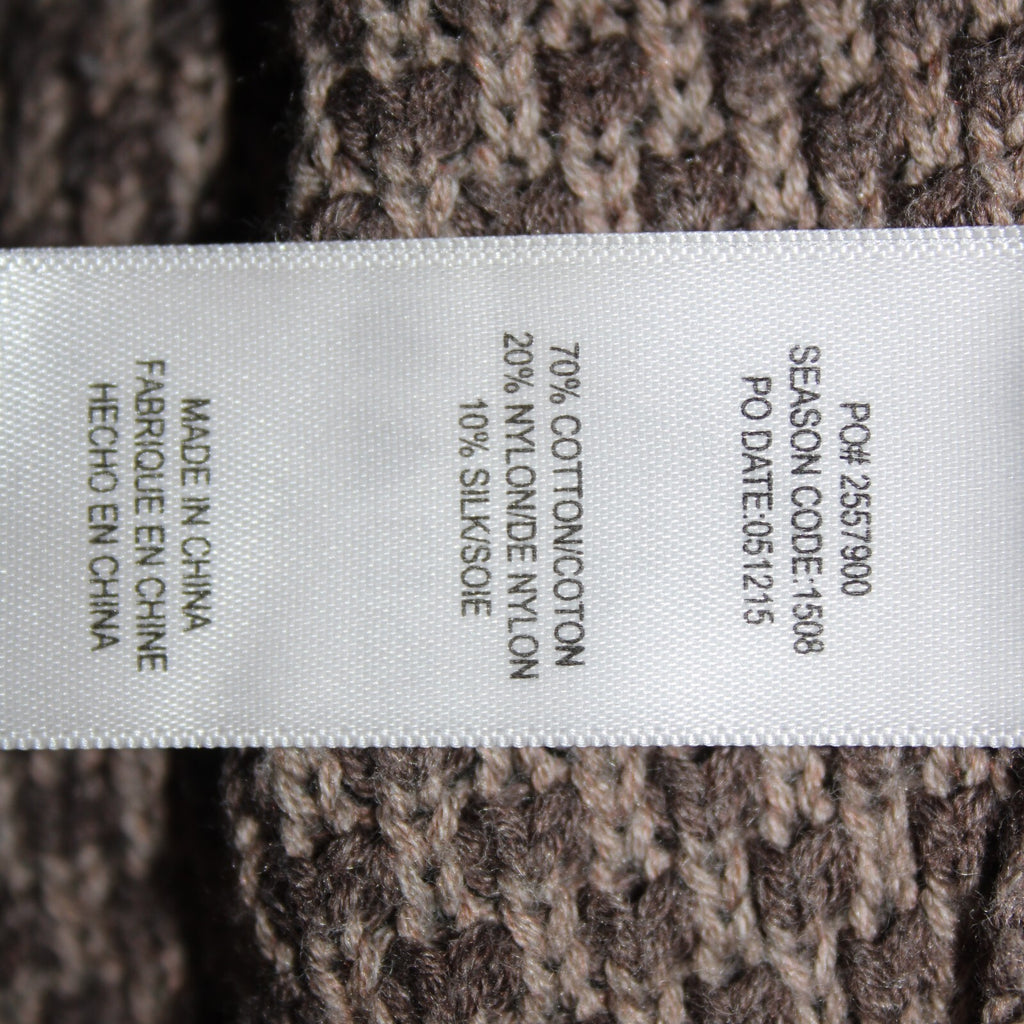 PO# 2557900
SEASON CODE:1508
PO DATE:051215
70% COTTON/COTON
20% NYLON/DE NYLON
10% SILK/SOIE
MADE IN CHINA
FABRIQUE EN CHINE
HECHO EN CHINA